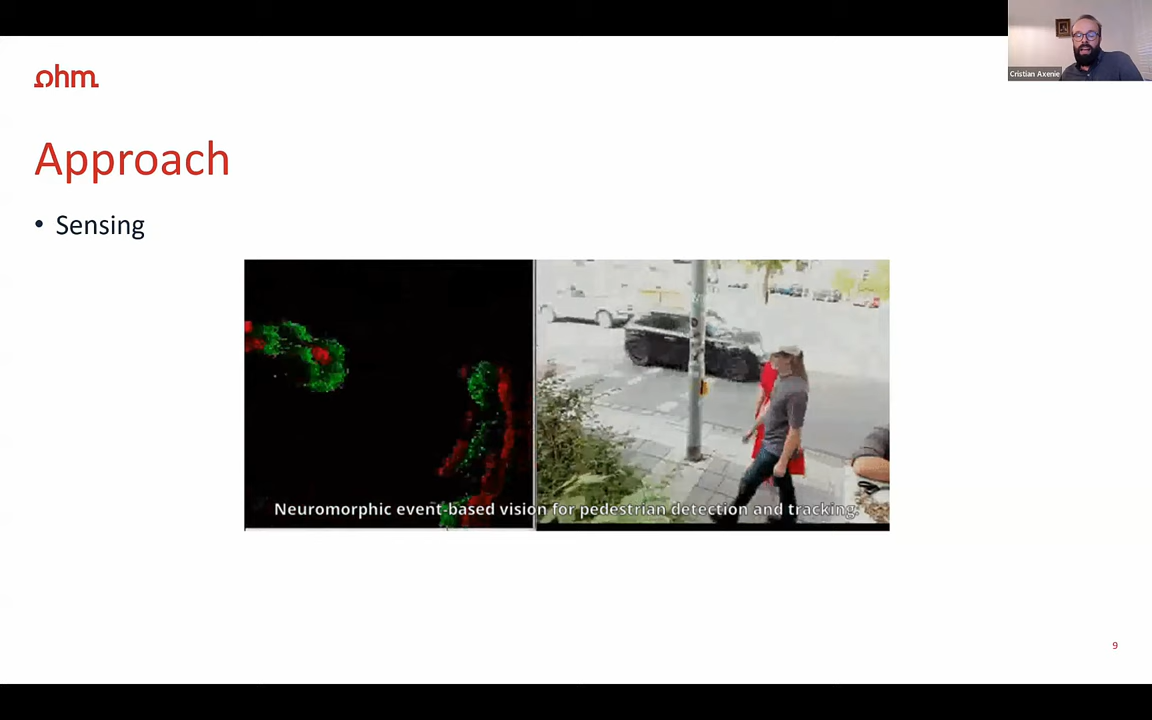 Cristian Axenie
ohm
Approach
• Sensing
Neuromorphic event-based vision for pedestrian detection and tracking.
9